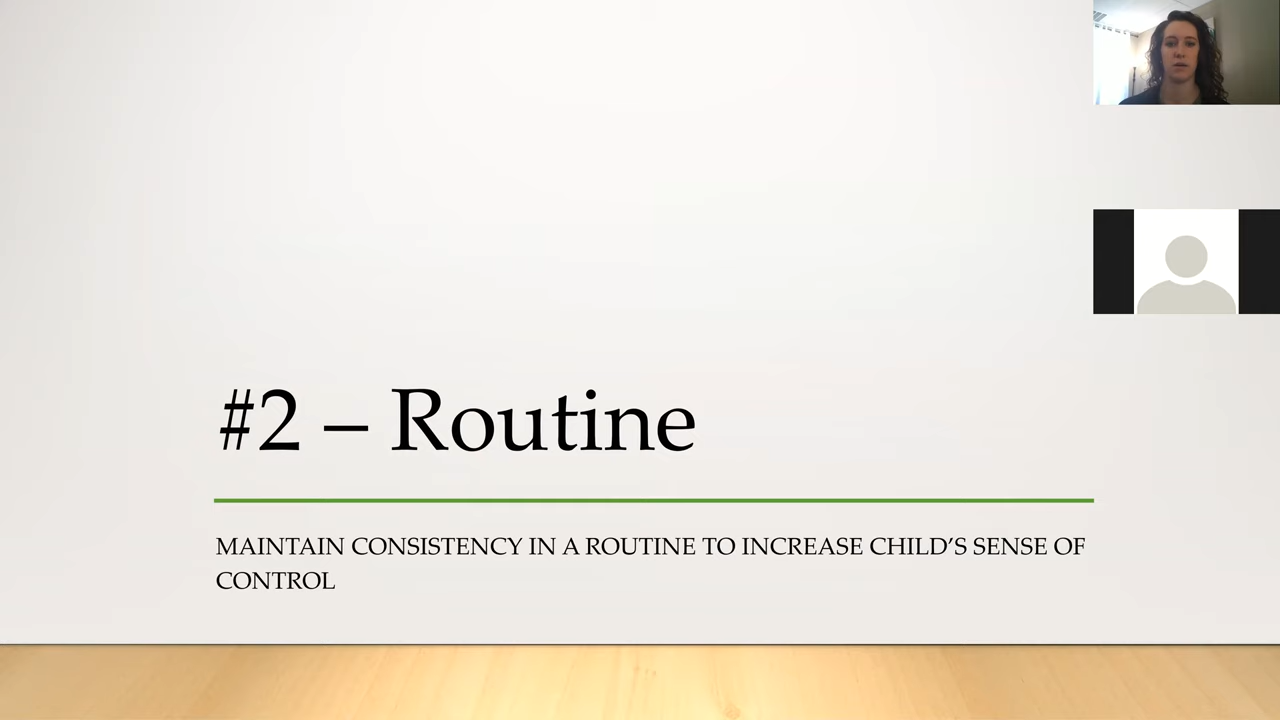 #2 – Routine
MAINTAIN CONSISTENCY IN A ROUTINE TO INCREASE CHILD’S SENSE OF
CONTROL